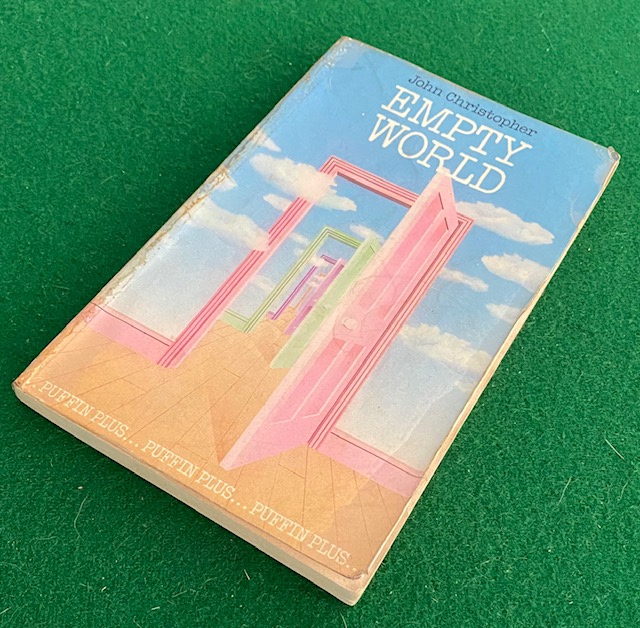 John Christopher
EMPTY
WORLD
... PUFFIN PLUS... PUFFIN PLUS... PUFFIN PLUS...